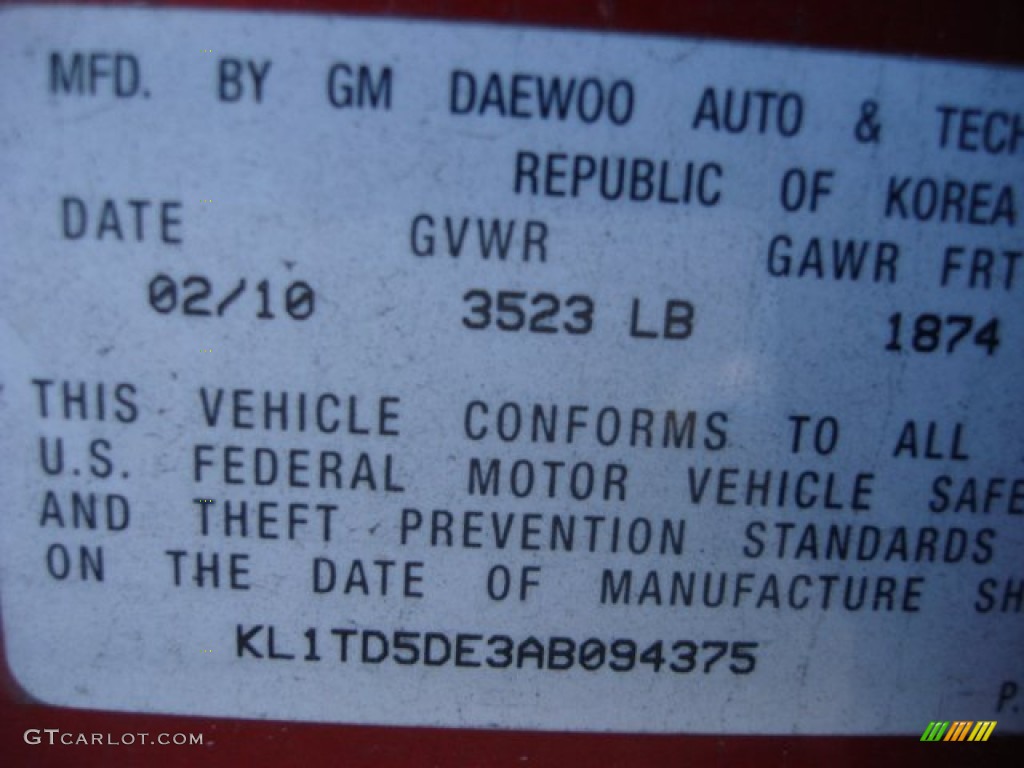 MFD. BY GM DAEWOO AUTO & TECH
REPUBLIC OF KOREA
DATE GVWR GAWR FRT
02/10 3523 LB 1874
THIS VEHICLE CONFORMS TO ALL
U.S. FEDERAL MOTOR VEHICLE SAFE
AND THEFT PREVENTION STANDARDS
ON THE DATE OF MANUFACTURE SH
KL1TD5DE3AB094375
P.
GTCARLOT.COM